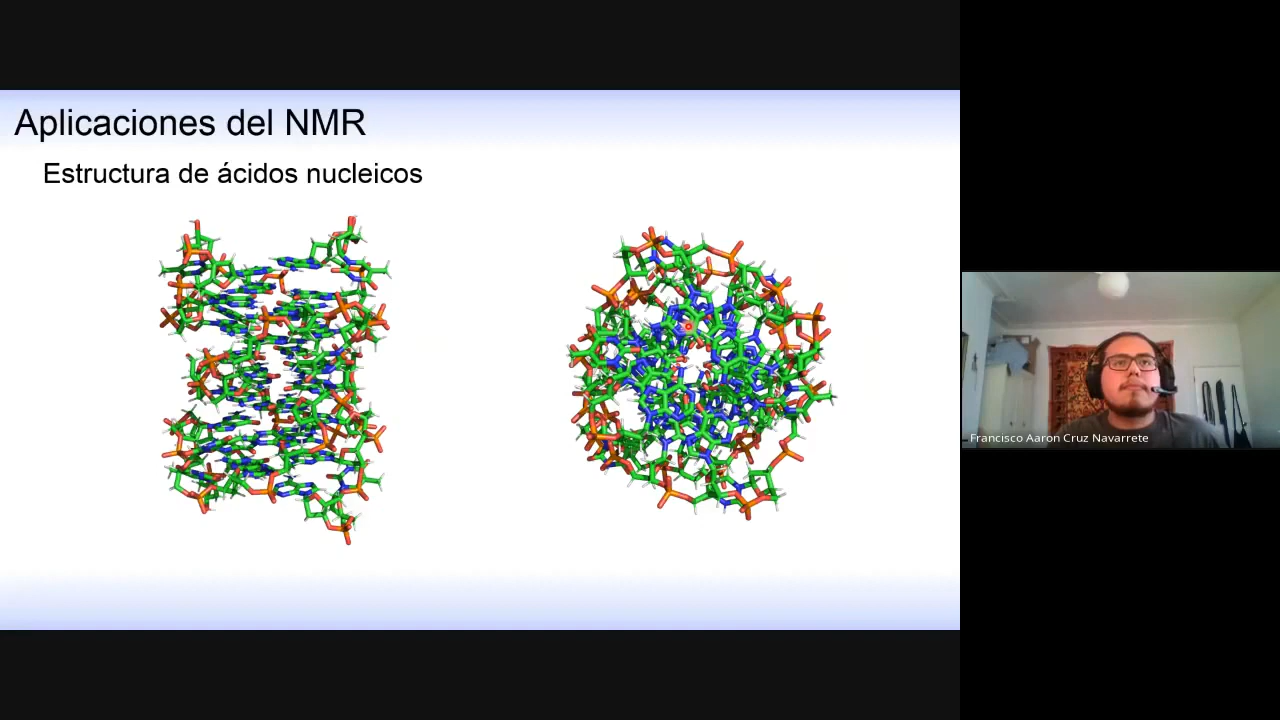 Aplicaciones del NMR
Estructura de ácidos nucleicos
Francisco Aaron Cruz Navarrete